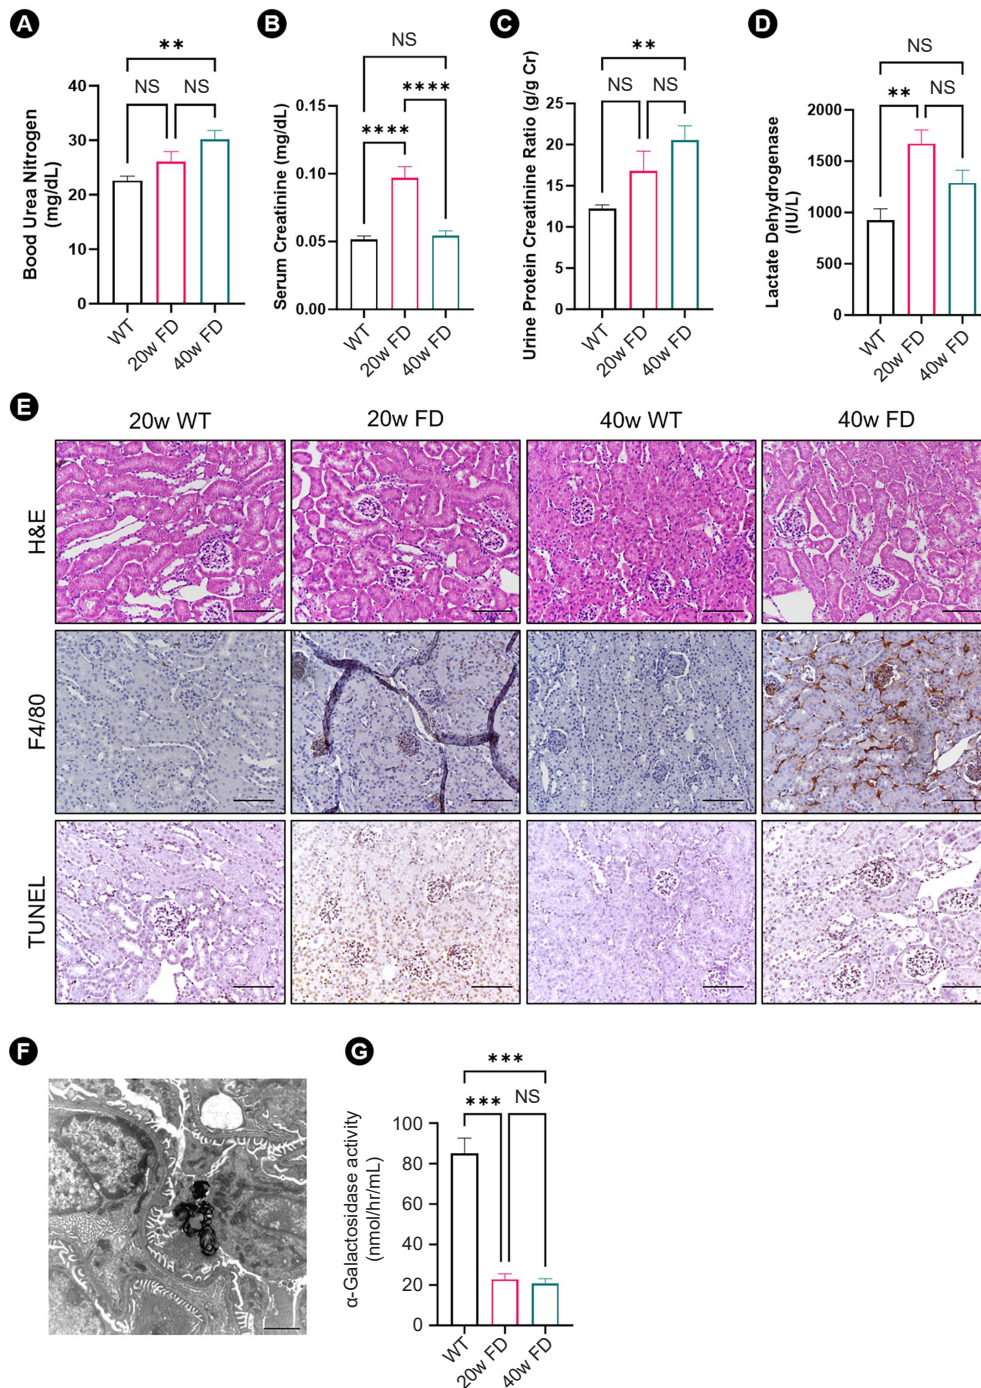 A
**
NS
NS
Bood Urea Nitrogen
(mg/dL)
40
30
20
10
0
WT
20w FD
40w FD
B
NS
****
****
Serum Creatinine (mg/dL)
0.15
0.10
0.05
0.00
WT
20w FD
40w FD
C
**
NS
NS
Urine Protein Creatinine Ratio (g/g Cr)
25
20
15
10
5
0
WT
20w FD
40w FD
D
NS
**
NS
Lactate Dehydrogenase
(IU/L)
2000
1500
1000
500
0
WT
20w FD
40w FD
E
20w WT
20w FD
40w WT
40w FD
H&E
F4/80
TUNEL
F
G
***
***
NS
α-Galactosidase activity
(nmol/hr/mL)
100
80
60
40
20
0
WT
20w FD
40w FD